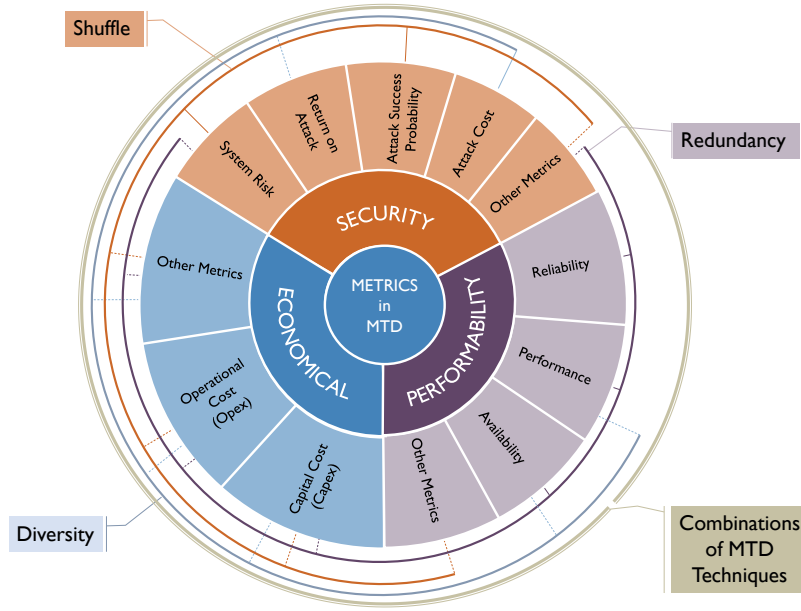 Shuffle
Redundancy
Diversity
Combinations
of MTD
Techniques
METRICS
in
MTD
SECURITY
System Risk
Return on
Attack
Attack Success
Probability
Attack Cost
Other Metrics
PERFORMABILITY
Reliability
Performance
Availability
Other Metrics
ECONOMICAL
Capital Cost
(Capex)
Operational
Cost
(Opex)
Other Metrics